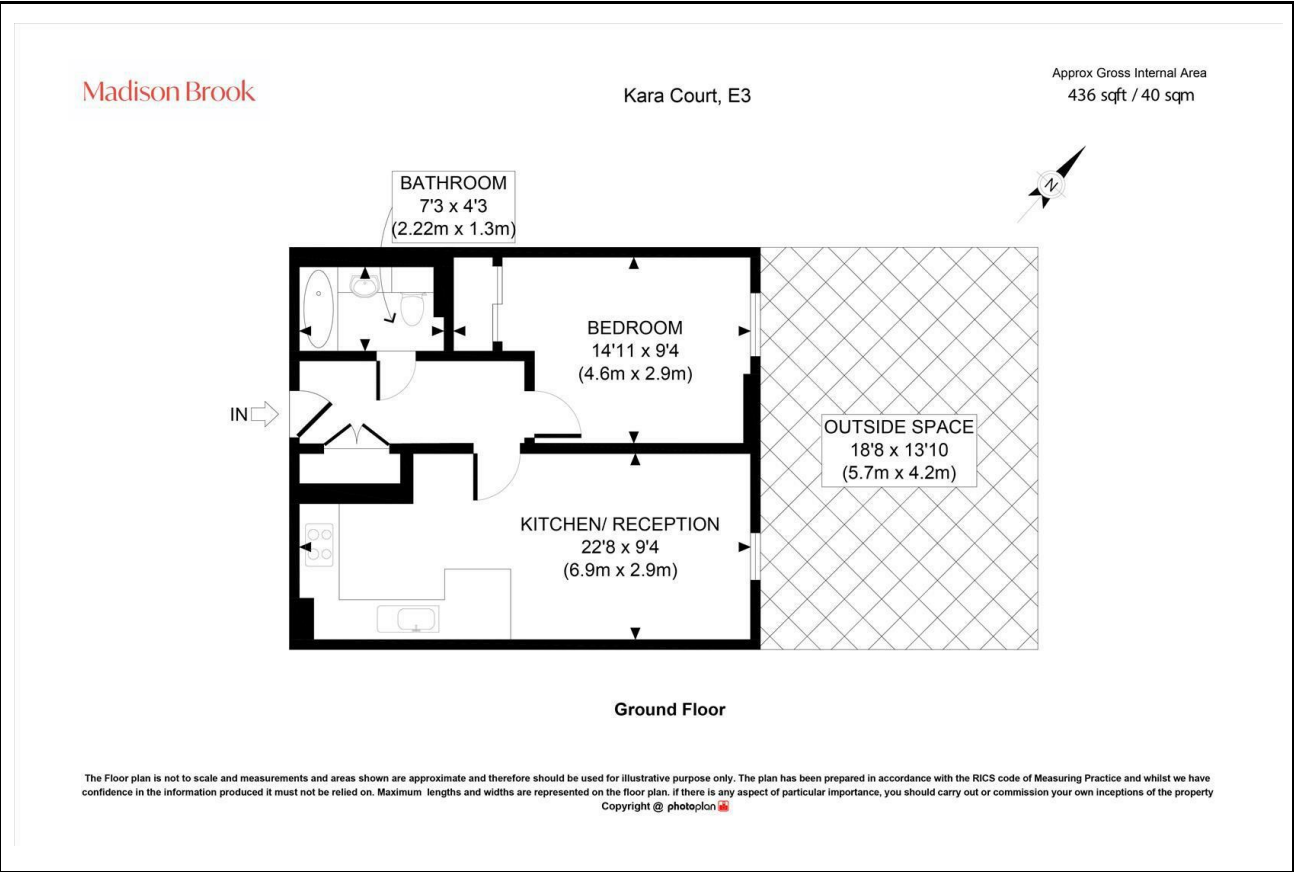 Madison Brook
Kara Court, E3
Approx Gross Internal Area
436 sqft / 40 sqm
N
BATHROOM
7'3 x 4'3
(2.22m x 1.3m)
BEDROOM
14'11 x 9'4
(4.6m x 2.9m)
IN
OUTSIDE SPACE
18'8 x 13'10
(5.7m x 4.2m)
KITCHEN/ RECEPTION
22'8 x 9'4
(6.9m x 2.9m)
Ground Floor
The Floor plan is not to scale and measurements and areas shown are approximate and therefore should be used for illustrative purpose only. The plan has been prepared in accordance with the RICS code of Measuring Practice and whilst we have
confidence in the information produced it must not be relied on. Maximum lengths and widths are represented on the floor plan. if there is any aspect of particular importance, you should carry out or commission your own inceptions of the property
Copyright @ photoplan